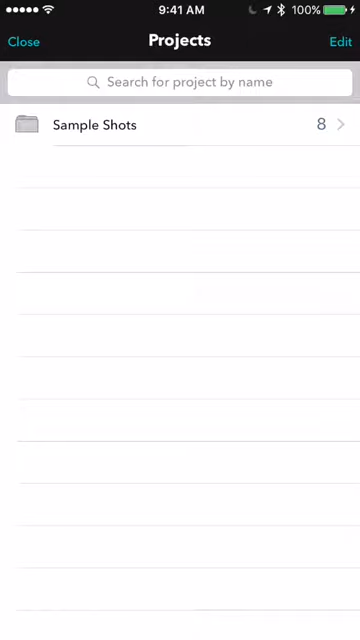 9:41 AM
100%
Close
Projects
Edit
Search for project by name
Sample Shots
8